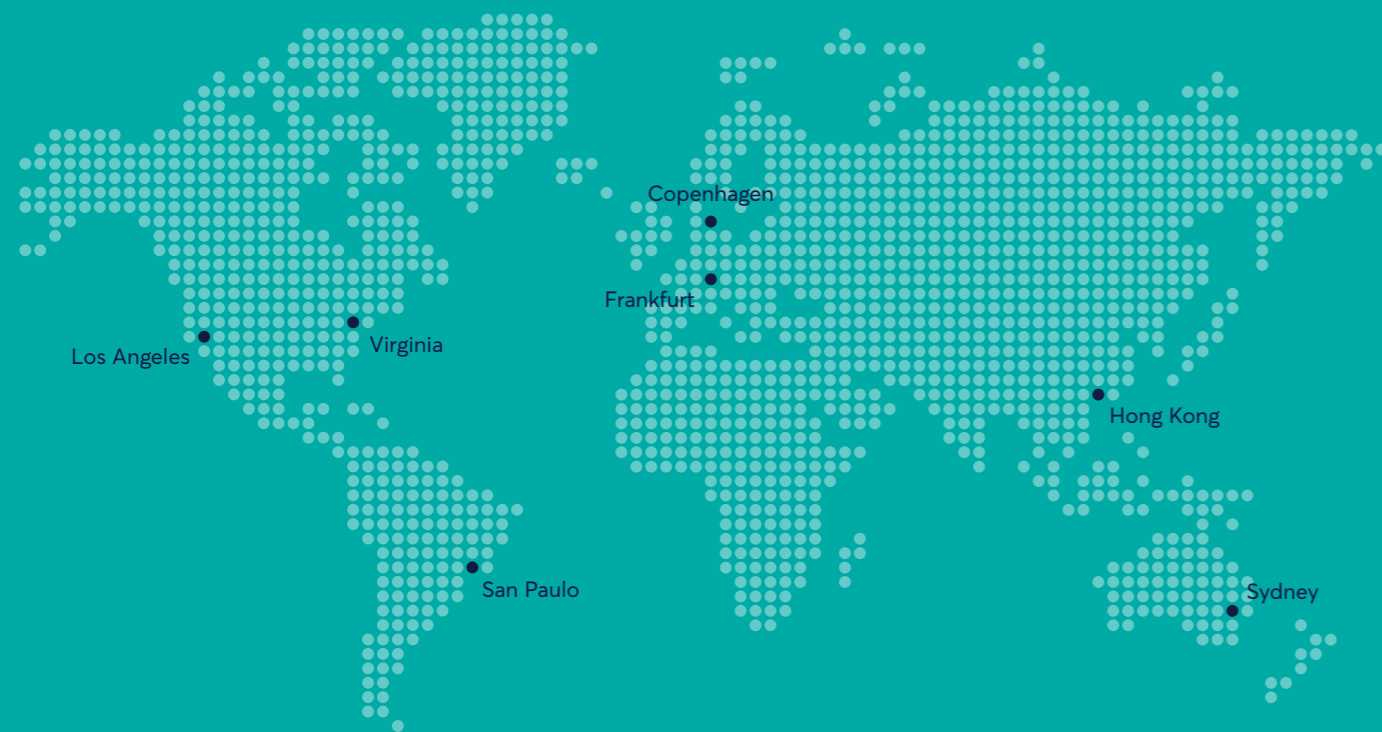 Copenhagen
Frankfurt
Virginia
Los Angeles
Hong Kong
San Paulo
Sydney